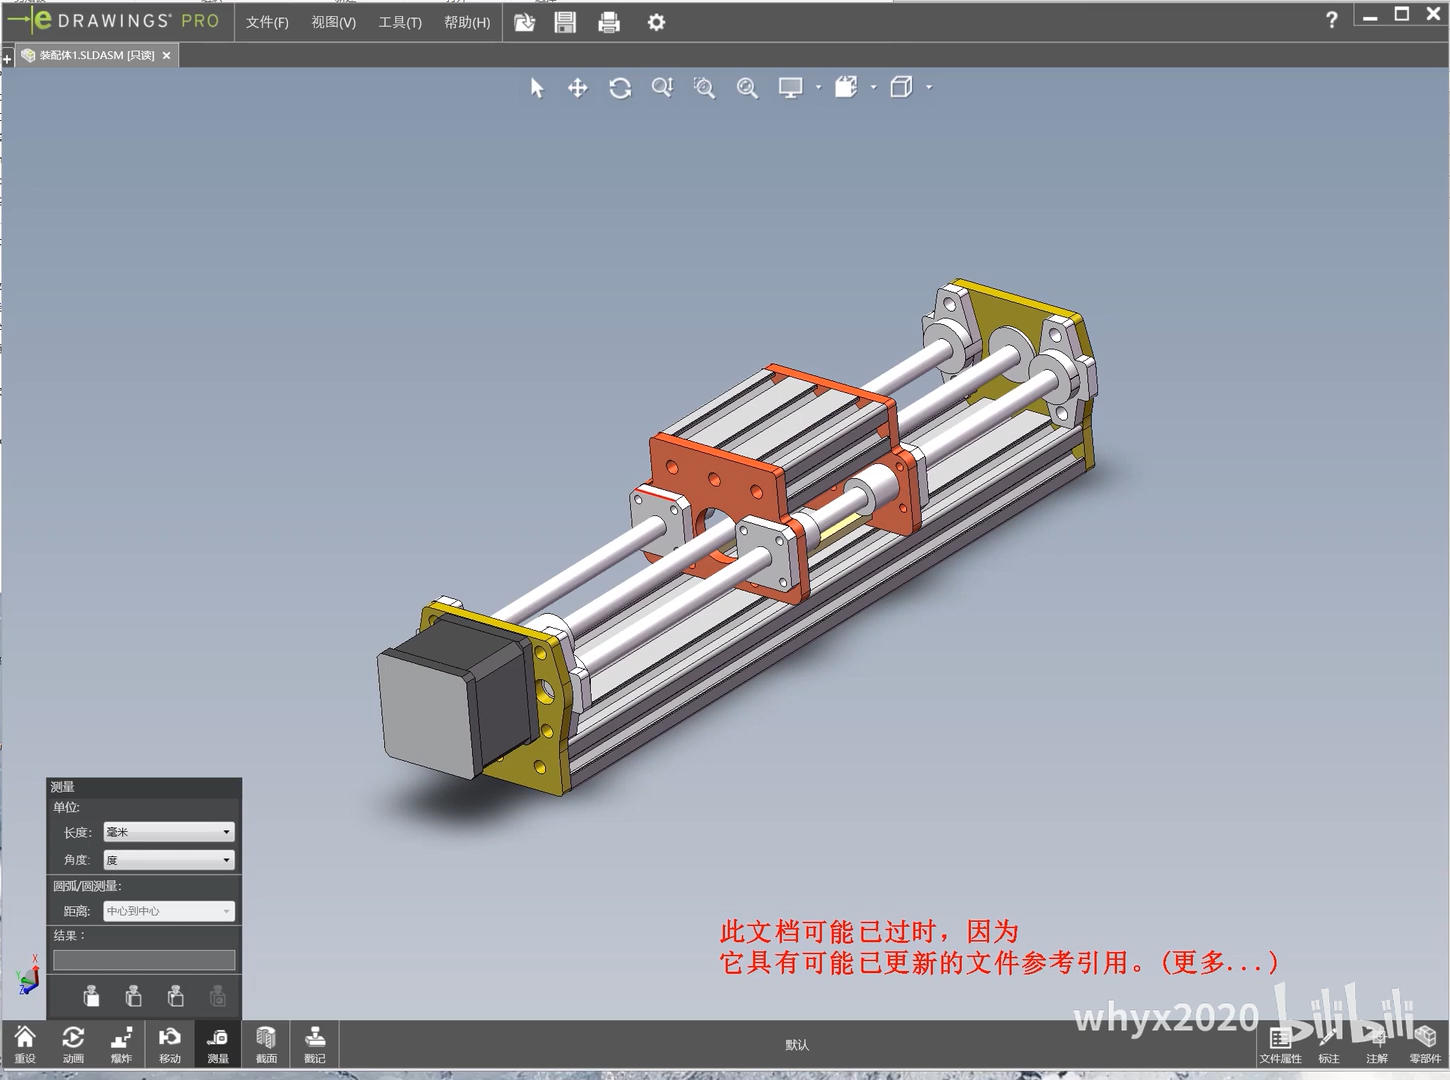 eDRAWINGS® PRO
文件(F) 视图(V) 工具(T) 帮助(H)
?
+
装配体1.SLDASM [只读]
测量
单位:
长度: 毫米
角度: 度
圆弧/圆测量:
距离: 中心到中心
结果：
X
Y
Z
此文档可能已过时，因为
它具有可能已更新的文件参考引用。(更多...)
whyx2020 bilibili
重设 动画 爆炸 移动 测量 截面 戳记
默认
文件属性 标注 注解 零部件